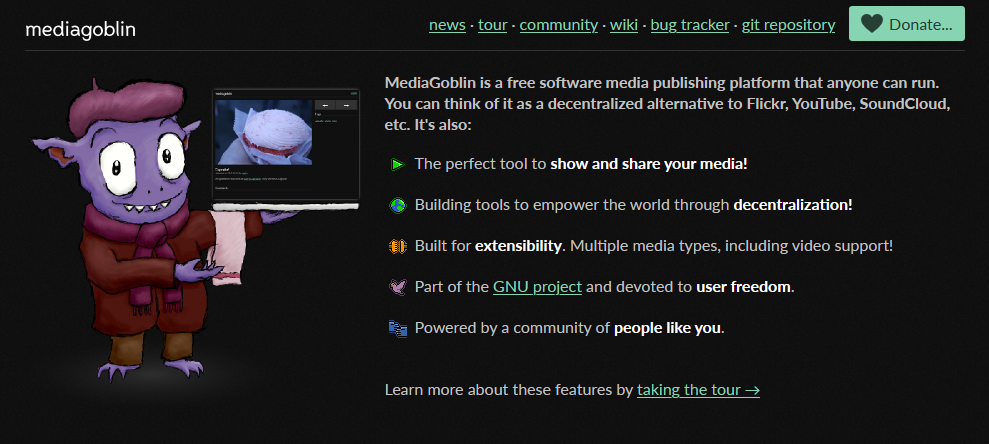 mediagoblin
news · tour · community · wiki · bug tracker · git repository
Donate...
MediaGoblin is a free software media publishing platform that anyone can run.
You can think of it as a decentralized alternative to Flickr, YouTube, SoundCloud,
etc. It's also:
The perfect tool to show and share your media!
Building tools to empower the world through decentralization!
Built for extensibility. Multiple media types, including video support!
Part of the GNU project and devoted to user freedom.
Powered by a community of people like you.
Learn more about these features by taking the tour →